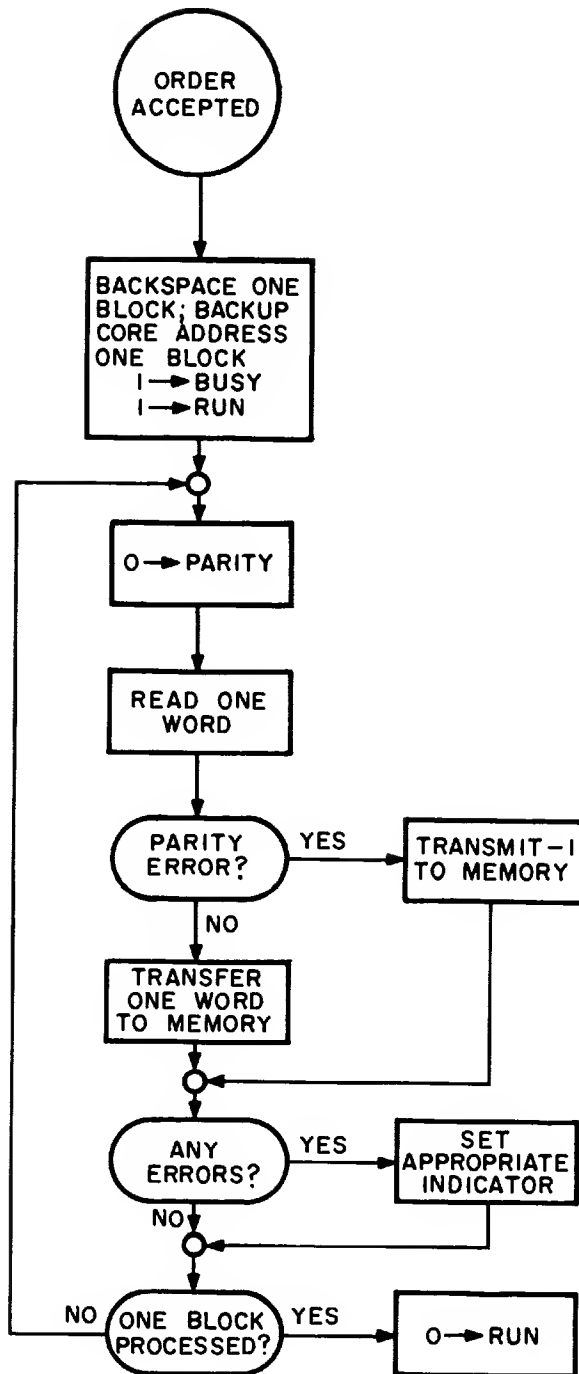 ORDER
ACCEPTED
BACKSPACE ONE
BLOCK; BACKUP
CORE ADDRESS
ONE BLOCK
1→BUSY
1→RUN
0→PARITY
READ ONE
WORD
PARITY
ERROR?
YES
TRANSMIT-1
TO MEMORY
NO
TRANSFER
ONE WORD
TO MEMORY
ANY
ERRORS?
YES
SET
APPROPRIATE
INDICATOR
NO
NO
ONE BLOCK
PROCESSED?
YES
0→RUN